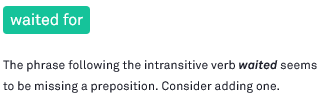 waited for
The phrase following the intransitive verb waited seems
to be missing a preposition. Consider adding one.